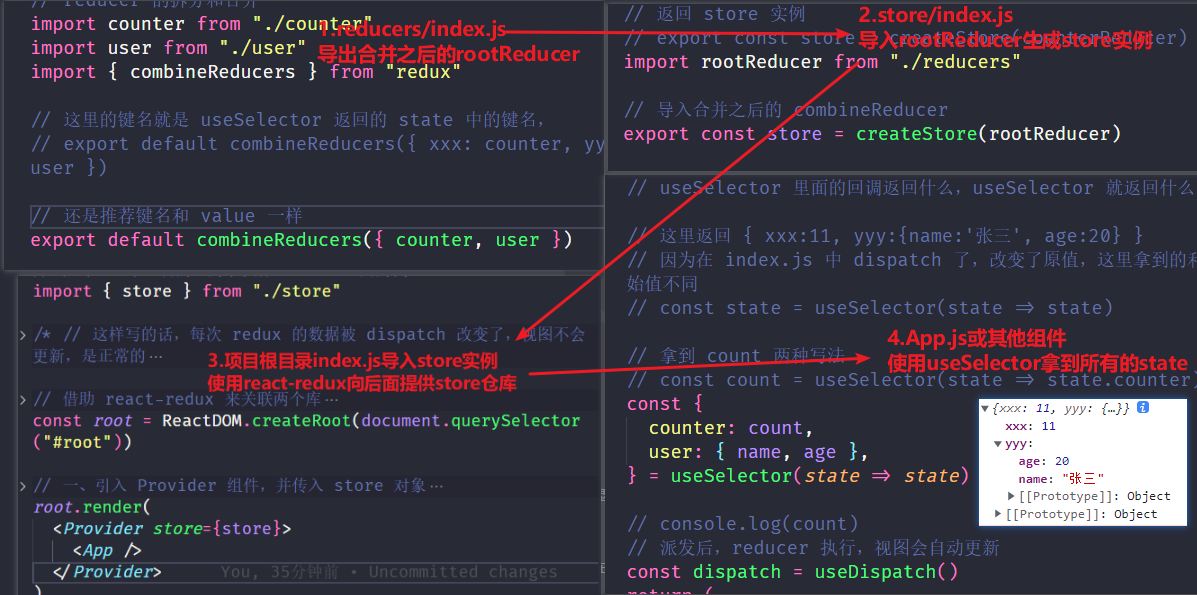 // reducer 的拆分和合并
import counter from "./counter"
import user from "./user"
import { combineReducers } from "redux"
1.reducers/index.js
导出合并之后的rootReducer
// 这里的键名就是 useSelector 返回的 state 中的键名，
// export default combineReducers({ xxx: counter, yy
user })
// 还是推荐键名和 value 一样
export default combineReducers({ counter, user })
// 返回 store 实例
// export const store = createStore(counterReducer)
import rootReducer from "./reducers"
2.store/index.js
导入rootReducer生成store实例
// 导入合并之后的 combineReducer
export const store = createStore(rootReducer)
import { store } from "./store"
/* // 这样写的话，每次 redux 的数据被 dispatch 改变了，视图不会
更新，是正常的…
3.项目根目录index.js导入store实例
使用react-redux向后面提供store仓库
// 借助 react-redux 来关联两个库…
const root = ReactDOM.createRoot(document.querySelector
("#root"))
// 一、引入 Provider 组件，并传入 store 对象…
root.render(
<Provider store={store}>
<App />
</Provider>
You, 35分钟前 • Uncommitted changes
)
// useSelector 里面的回调返回什么，useSelector 就返回什么
// 这里返回 { xxx:11, yyy:{name:'张三', age:20} }
// 因为在 index.js 中 dispatch 了，改变了原值，这里拿到的和
始值不同
// const state = useSelector(state => state)
4.App.js或其他组件
使用useSelector拿到所有的state
// 拿到 count 两种写法
// const count = useSelector(state => state.counter)
const {
counter: count,
user: { name, age },
} = useSelector(state => state)
{xxx: 11, yyy: {…}} i
xxx: 11
yyy:
age: 20
name: "张三"
[[Prototype]]: Object
[[Prototype]]: Object
// console.log(count)
// 派发后，reducer 执行，视图会自动更新
const dispatch = useDispatch()
return (